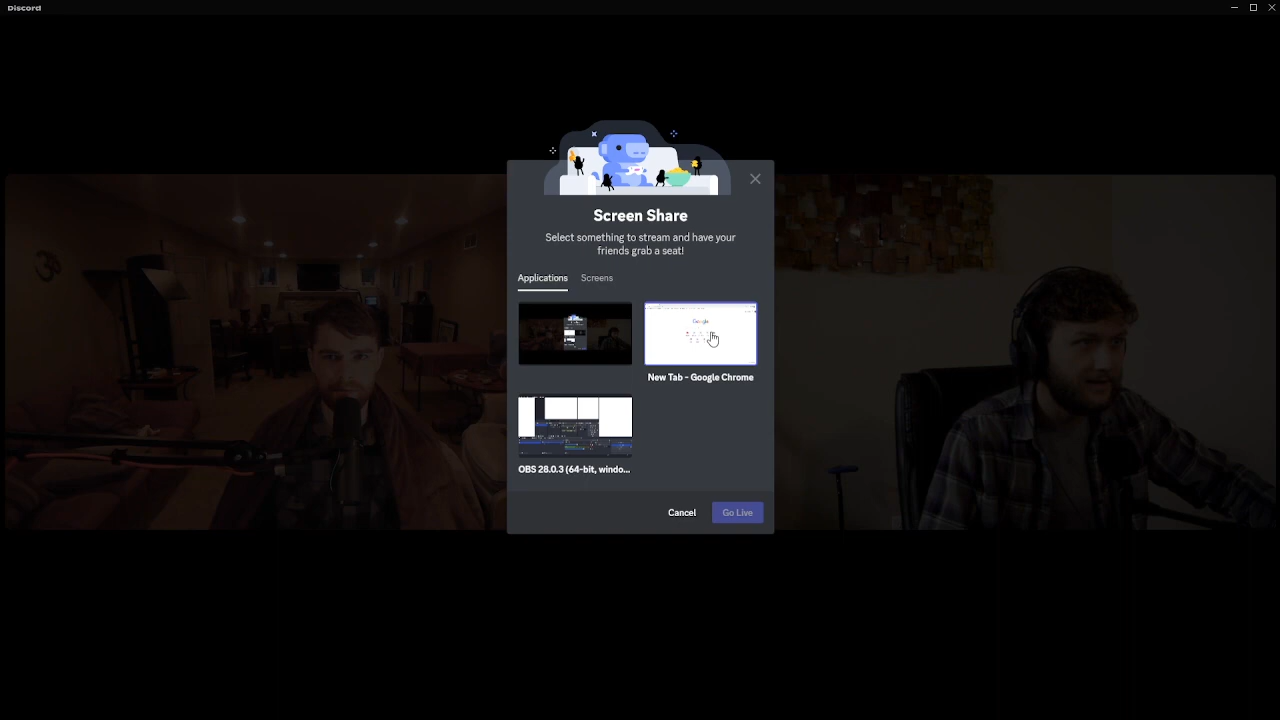 Discord
Screen Share
Select something to stream and have your
friends grab a seat!
Applications Screens
Google
New Tab - Google Chrome
OBS 28.0.3 (64-bit, windo...
Cancel Go Live